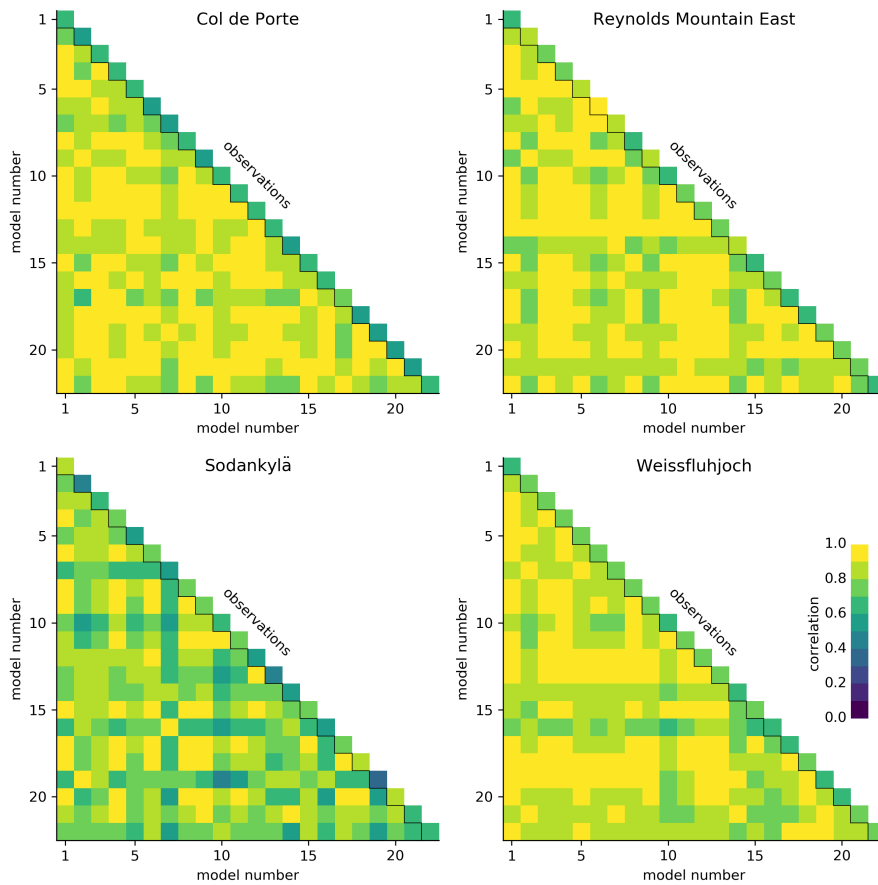 Col de Porte
1
5
10
15
20
model number
observations
1 5 10 15 20
model number
Reynolds Mountain East
1
5
10
15
20
model number
observations
1 5 10 15 20
model number
Sodankylä
1
5
10
15
20
model number
observations
1 5 10 15 20
model number
Weissfluhjoch
1
5
10
15
20
model number
observations
1 5 10 15 20
model number
correlation
1.0
0.8
0.6
0.4
0.2
0.0